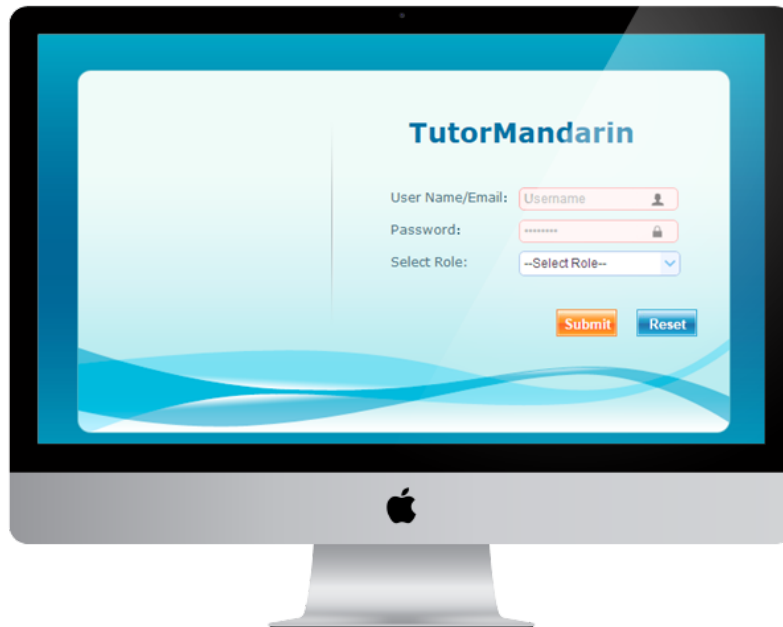 TutorMandarin
User Name/Email: Username
Password: ••••••••
Select Role: --Select Role--
Submit Reset